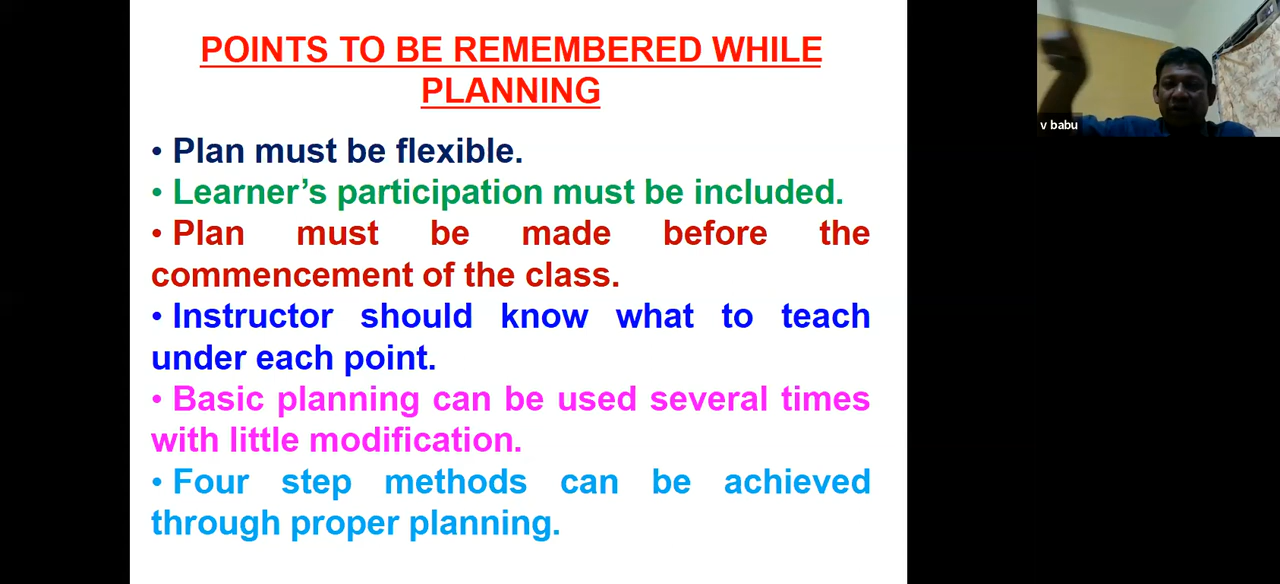 POINTS TO BE REMEMBERED WHILE
PLANNING
• Plan must be flexible.
• Learner’s participation must be included.
• Plan must be made before the
commencement of the class.
• Instructor should know what to teach
under each point.
• Basic planning can be used several times
with little modification.
• Four step methods can be achieved
through proper planning.
v babu